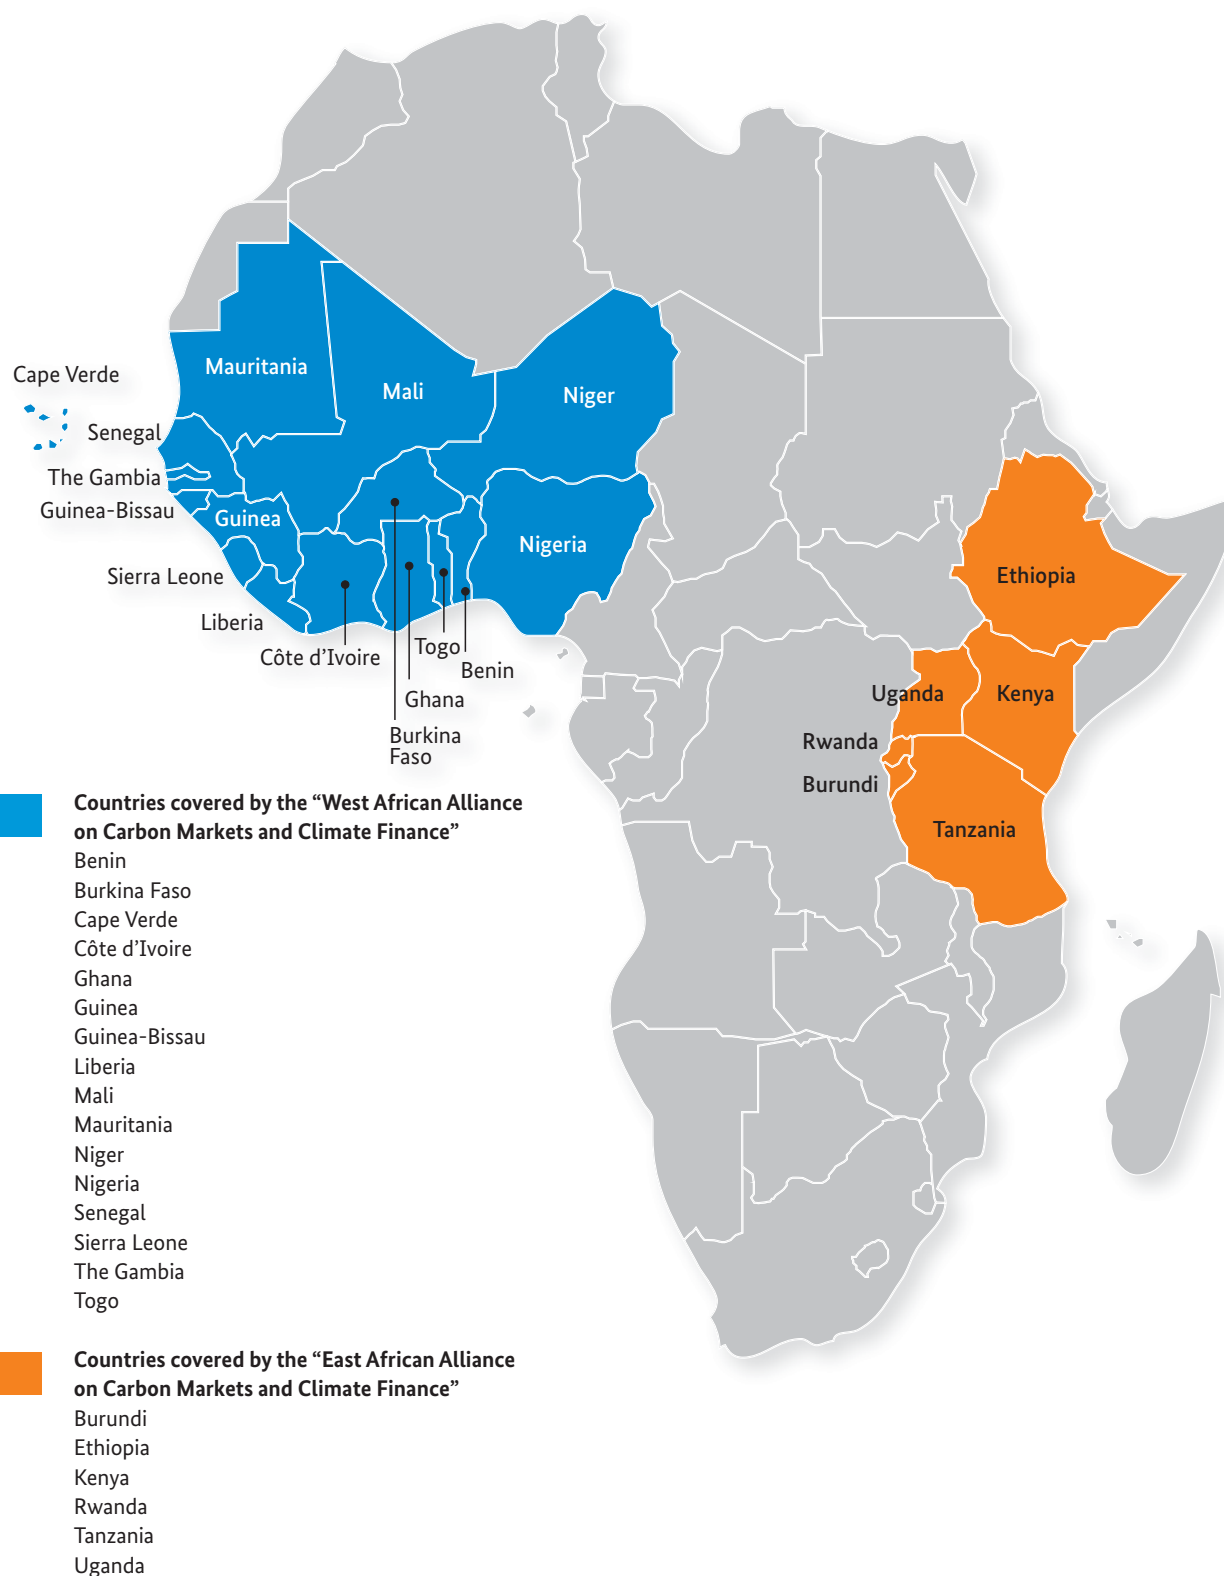 Mauritania
Mali
Niger
Cape Verde
Senegal
The Gambia
Guinea-Bissau
Guinea
Nigeria
Sierra Leone
Liberia
Côte d’Ivoire
Togo
Benin
Ghana
Burkina
Faso
Ethiopia
Uganda
Kenya
Rwanda
Burundi
Tanzania
Countries covered by the “West African Alliance
on Carbon Markets and Climate Finance”
Benin
Burkina Faso
Cape Verde
Côte d’Ivoire
Ghana
Guinea
Guinea-Bissau
Liberia
Mali
Mauritania
Niger
Nigeria
Senegal
Sierra Leone
The Gambia
Togo
Countries covered by the “East African Alliance
on Carbon Markets and Climate Finance”
Burundi
Ethiopia
Kenya
Rwanda
Tanzania
Uganda